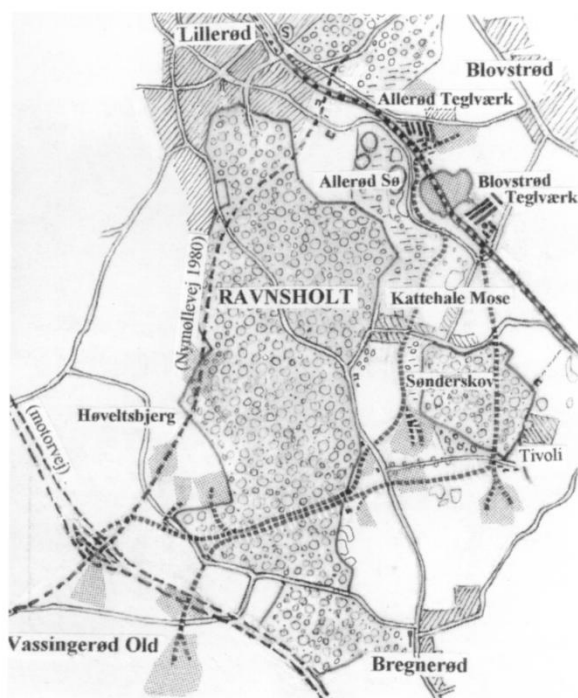 Lillerød
S)
Blovstrød
Allerød Teglværk
Allerød Sø
Blovstrød
Teglværk
(Nymøllevej 1980)
RAVNSHOLT
Kattehale Mose
Sønderskov
Høveltsbjerg
(motorvej)
Tivoli
Vassingerød Old
Bregnerød